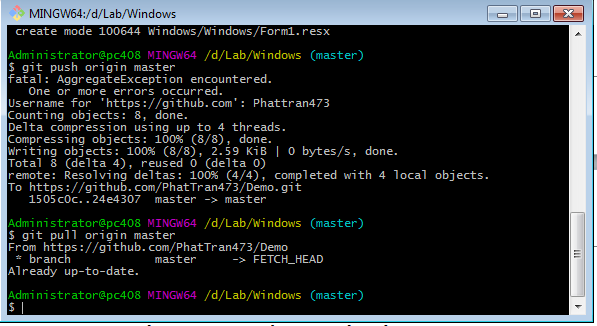 MINGW64:/d/Lab/Windows
create mode 100644 Windows/Windows/Form1.resx
Administrator@pc408 MINGW64 /d/Lab/Windows (master)
$ git push origin master
fatal: AggregateException encountered.
One or more errors occurred.
Username for 'https://github.com': Phattran473
Counting objects: 8, done.
Delta compression using up to 4 threads.
Compressing objects: 100% (8/8), done.
Writing objects: 100% (8/8), 2.59 KiB | 0 bytes/s, done.
Total 8 (delta 4), reused 0 (delta 0)
remote: Resolving deltas: 100% (4/4), completed with 4 local objects.
To https://github.com/PhatTran473/Demo.git
1505c0c..24e4307 master -> master
Administrator@pc408 MINGW64 /d/Lab/Windows (master)
$ git pull origin master
From https://github.com/PhatTran473/Demo
* branch master -> FETCH_HEAD
Already up-to-date.
Administrator@pc408 MINGW64 /d/Lab/Windows (master)
$